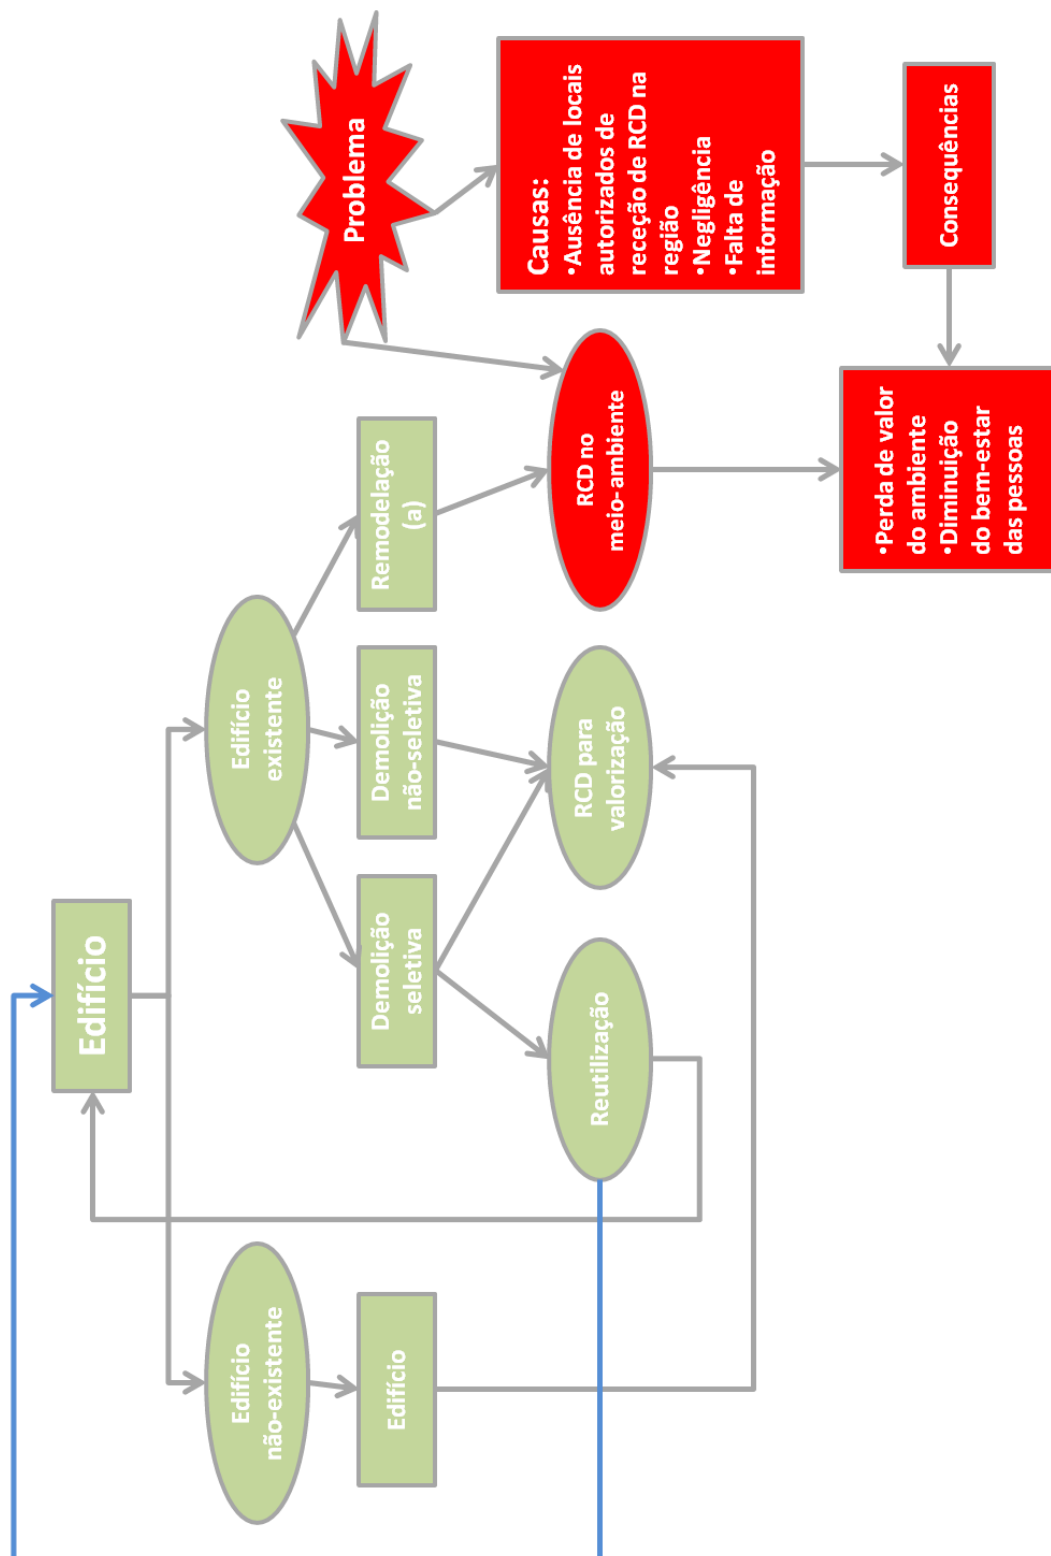 Edifício
Edifício
não-existente
Edifício
existente
Edifício
Demolição
seletiva
Demolição
não-seletiva
Remodelação
(a)
Problema
Reutilização
RCD para
valorização
RCD no
meio- ambiente
Causas:
•Ausência de locais
autorizados de
receção de RCD na
região
•Negligência
•Falta de
informação
•Perda de valor
do ambiente
•Diminuição
do bem-estar
das pessoas
Consequências